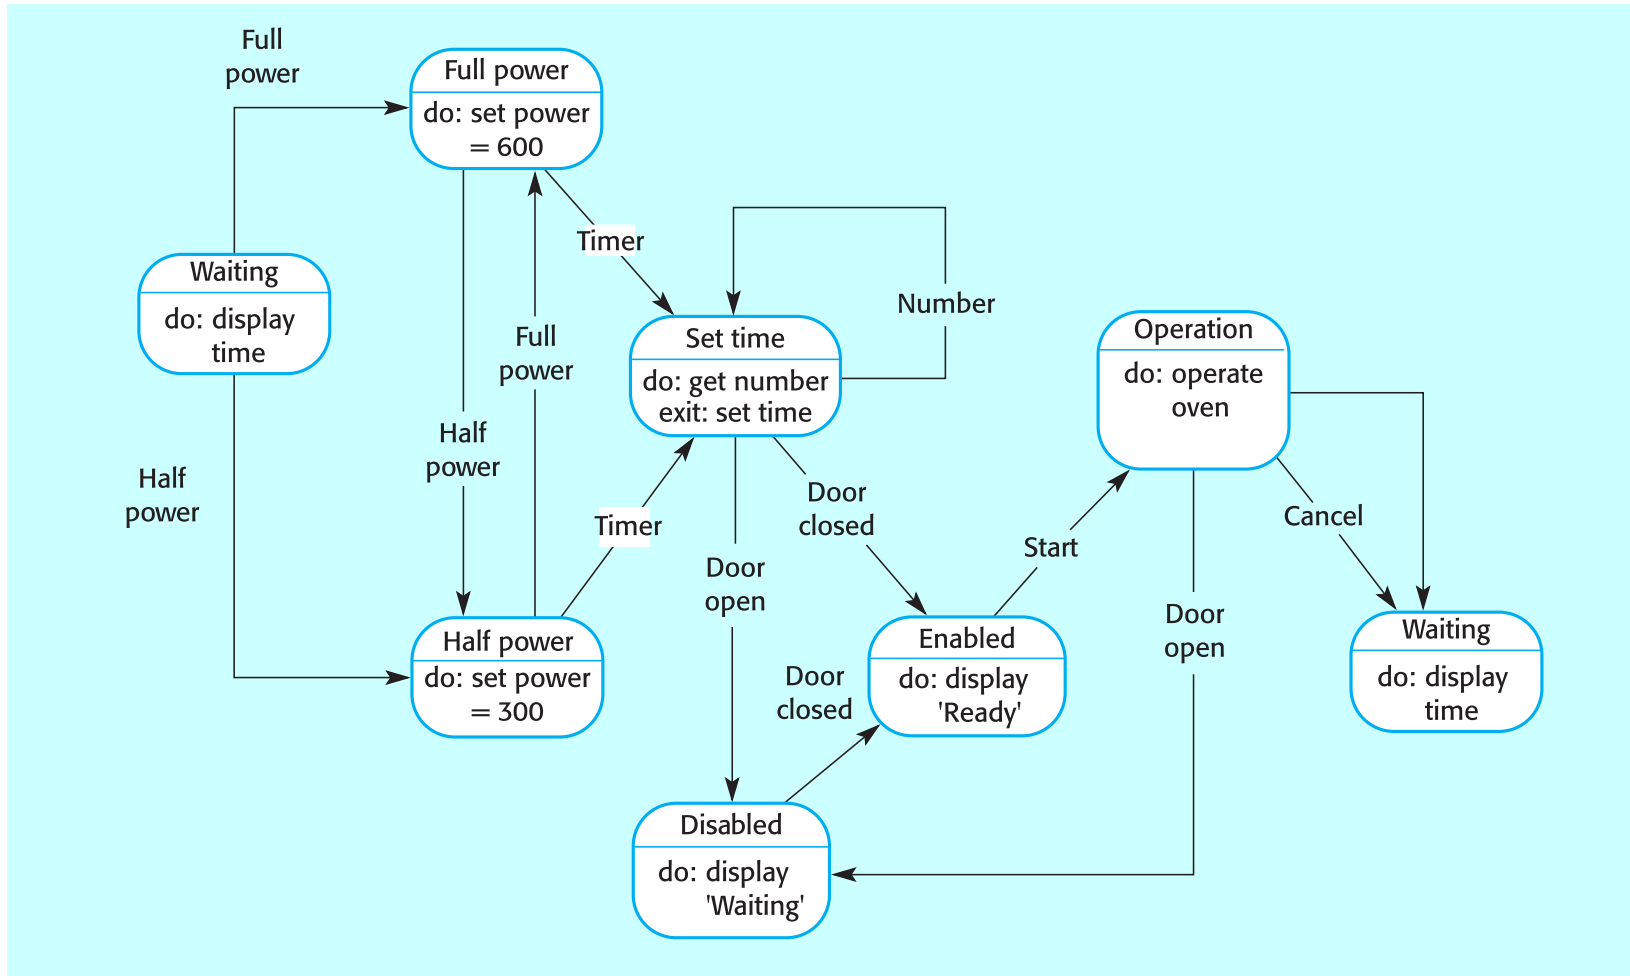 Full
power
Full power
do: set power
= 600
Timer
Waiting
do: display
time
Full
power
Number
Set time
do: get number
exit: set time
Operation
do: operate
oven
Half
power
Half
power
Timer
Door
closed
Door
open
Start
Cancel
Door
open
Half power
do: set power
= 300
Door
closed
Enabled
do: display
'Ready'
Waiting
do: display
time
Disabled
do: display
'Waiting'